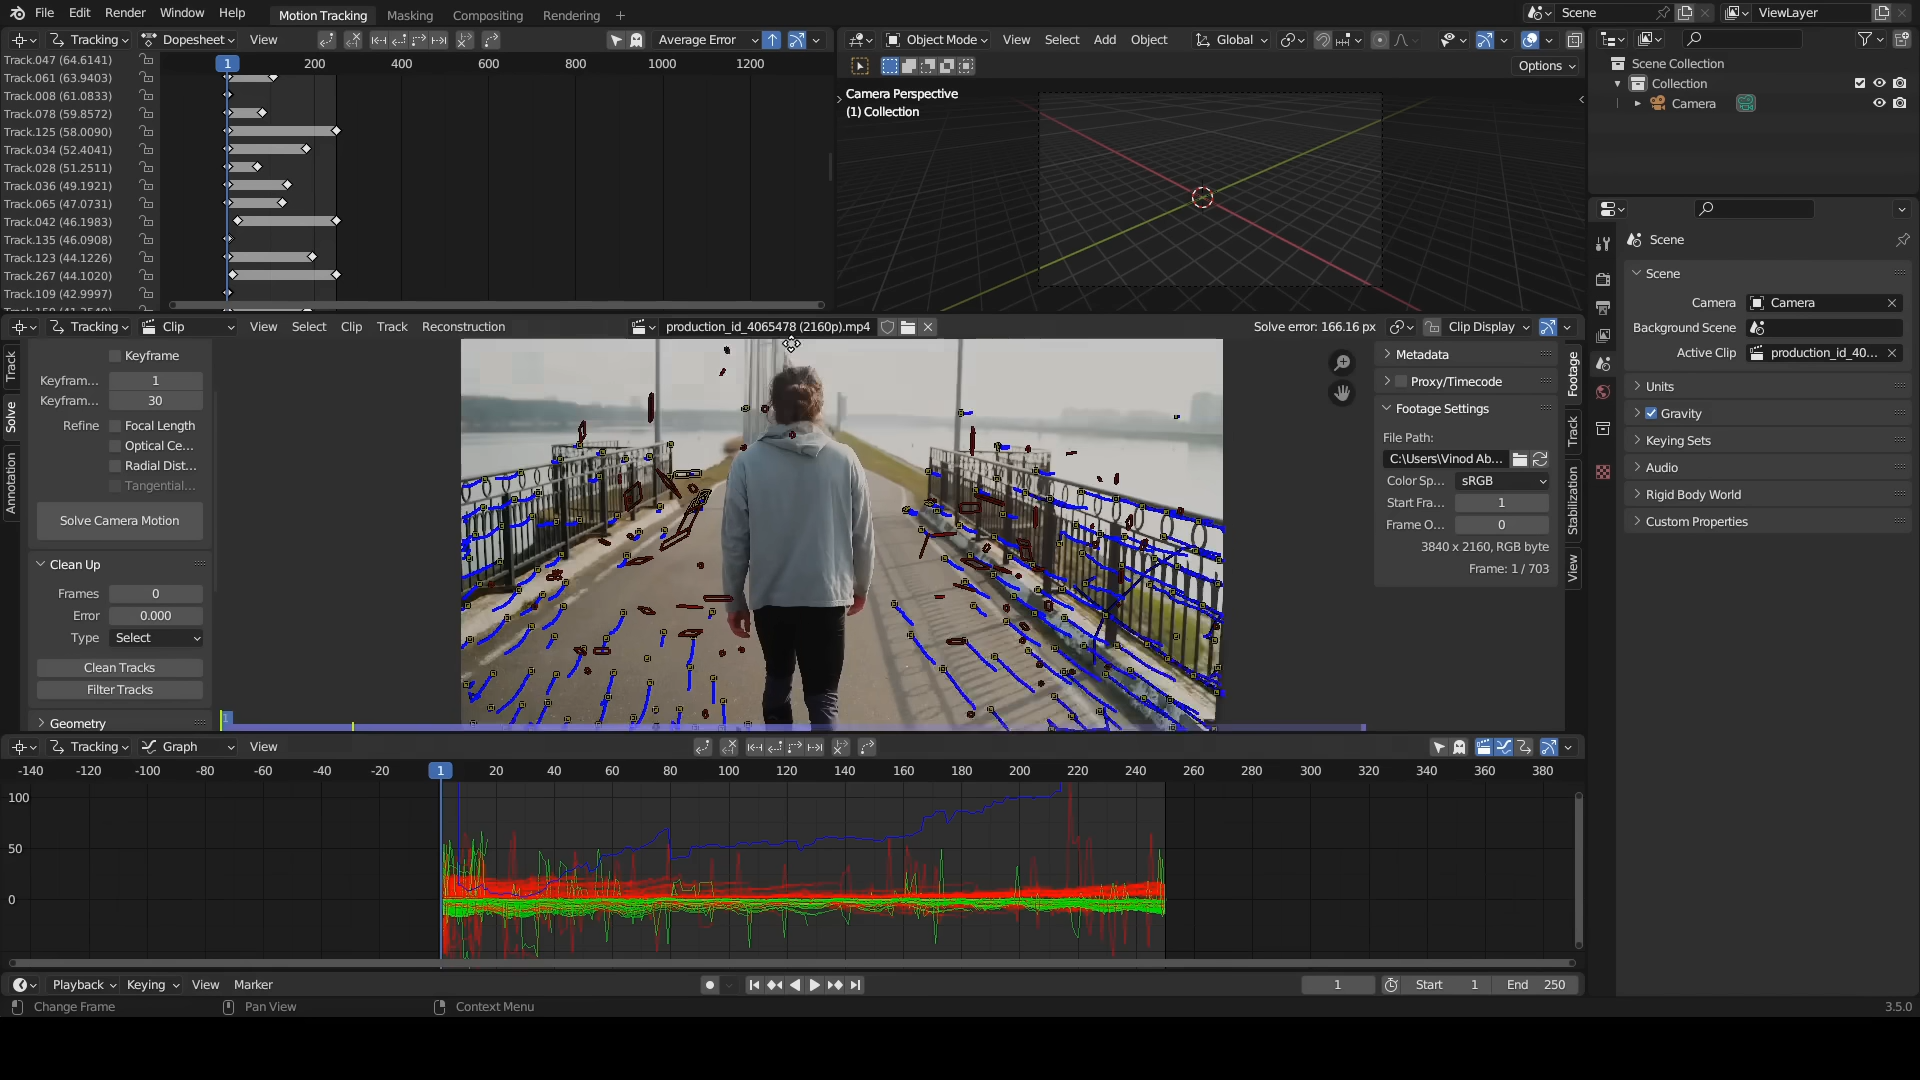 File Edit Render Window Help Motion Tracking Masking Compositing Rendering + Scene ViewLayer
Tracking Dopesheet View Average Error
Object Mode View Select Add Object Global
Options
Track.047 (64.6141) 1 200 400 600 800 1000 1200
Track.061 (63.9403)
Track.008 (61.0833)
Track.078 (59.8572)
Track.125 (58.0090)
Track.034 (52.4041)
Track.028 (51.2511)
Track.036 (49.1921)
Track.065 (47.0731)
Track.042 (46.1983)
Track.135 (46.0908)
Track.123 (44.1226)
Track.267 (44.1020)
Track.109 (42.9997)
Camera Perspective
(1) Collection
Scene Collection
Collection
Camera
Scene
Scene
Camera Camera
Background Scene
Active Clip production_id_40...
Units
Gravity
Keying Sets
Audio
Rigid Body World
Custom Properties
Tracking Clip View Select Clip Track Reconstruction production_id_4065478 (2160p).mp4 Solve error: 166.16 px Clip Display
Track
Solve
Annotation
Keyframe
Keyfram... 1
Keyfram... 30
Refine Focal Length
Optical Ce...
Radial Dist...
Tangential...
Solve Camera Motion
Clean Up
Frames 0
Error 0.000
Type Select
Clean Tracks
Filter Tracks
Geometry
1
Metadata
Proxy/Timecode
Footage Settings
File Path:
C:\Users\Vinod Ab...
Color Sp... sRGB
Start Fra... 1
Frame O... 0
3840 x 2160, RGB byte
Frame: 1 / 703
Footage
Track
Stabilization
View
Tracking Graph View
-140 -120 -100 -80 -60 -40 -20 1 20 40 60 80 100 120 140 160 180 200 220 240 260 280 300 320 340 360 380
100
50
0
Playback Keying View Marker 1 Start 1 End 250
Change Frame Pan View Context Menu 3.5.0